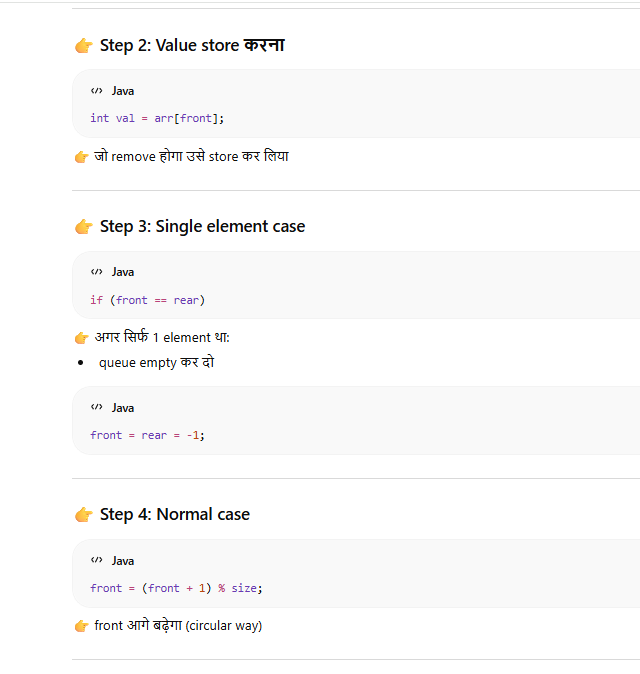 👉 Step 2: Value store करना
</> Java
int val = arr[front];
👉 जो remove होगा उसे store कर लिया
👉 Step 3: Single element case
</> Java
if (front == rear)
👉 अगर सिर्फ 1 element था:
• queue empty कर दो
</> Java
front = rear = -1;
👉 Step 4: Normal case
</> Java
front = (front + 1) % size;
👉 front आगे बढ़ेगा (circular way)